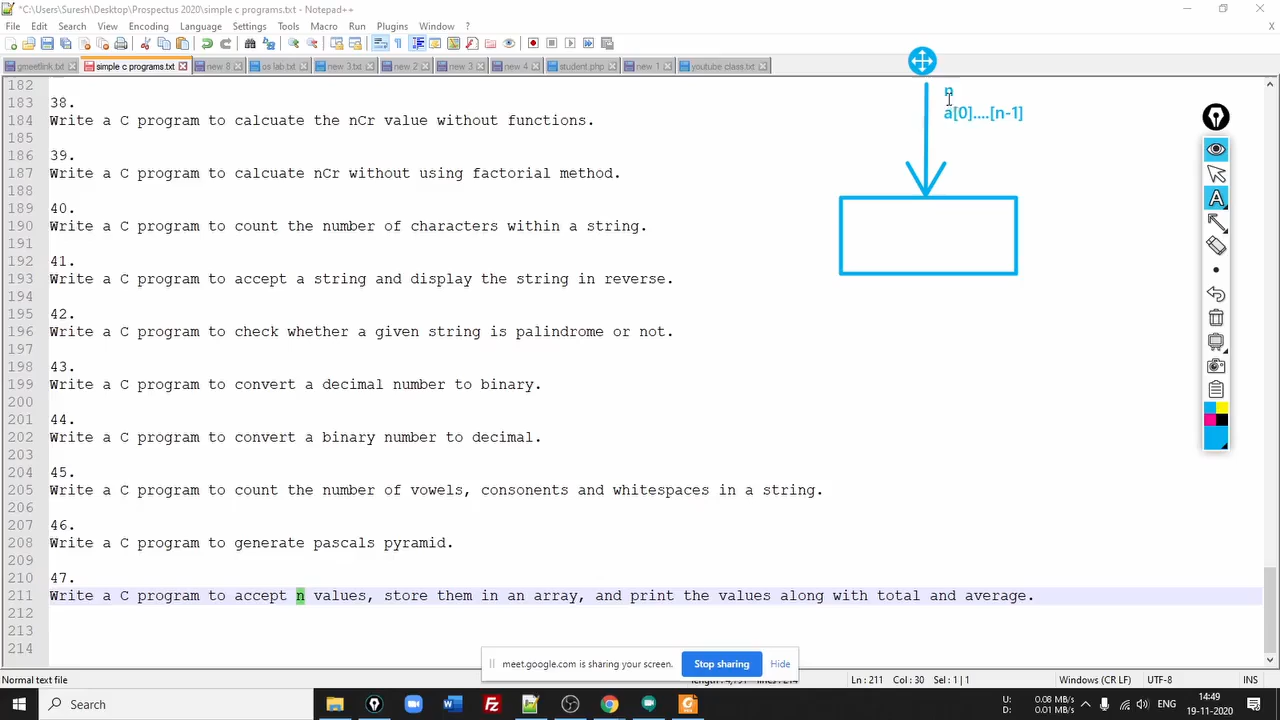 *C:\Users\Suresh\Desktop\Prospectus 2020\simple c programs.txt - Notepad++
File Edit Search View Encoding Language Settings Tools Macro Run Plugins Window ? X
gmeetlink.txt simple c programs.txt new 8 os lab.txt new 3.txt new 2 new 3 new 4 student.php new 1 youtube class.txt
n
a[0]....[n-1]
182
183 38.
184 Write a C program to calcuate the nCr value without functions.
185
186 39.
187 Write a C program to calcuate nCr without using factorial method.
188
189 40.
190 Write a C program to count the number of characters within a string.
191
192 41.
193 Write a C program to accept a string and display the string in reverse.
194
195 42.
196 Write a C program to check whether a given string is palindrome or not.
197
198 43.
199 Write a C program to convert a decimal number to binary.
200
201 44.
202 Write a C program to convert a binary number to decimal.
203
204 45.
205 Write a C program to count the number of vowels, consonents and whitespaces in a string.
206
207 46.
208 Write a C program to generate pascals pyramid.
209
210 47.
211 Write a C program to accept n values, store them in an array, and print the values along with total and average.
212
213
214
meet.google.com is sharing your screen. Stop sharing Hide
Normal text file Ln : 211 Col : 30 Sel : 1 | 1 Windows (CR LF) UTF-8 INS
Search
U: 0.08 MB/s
D: 0.01 MB/s
ENG
14:49
19-11-2020